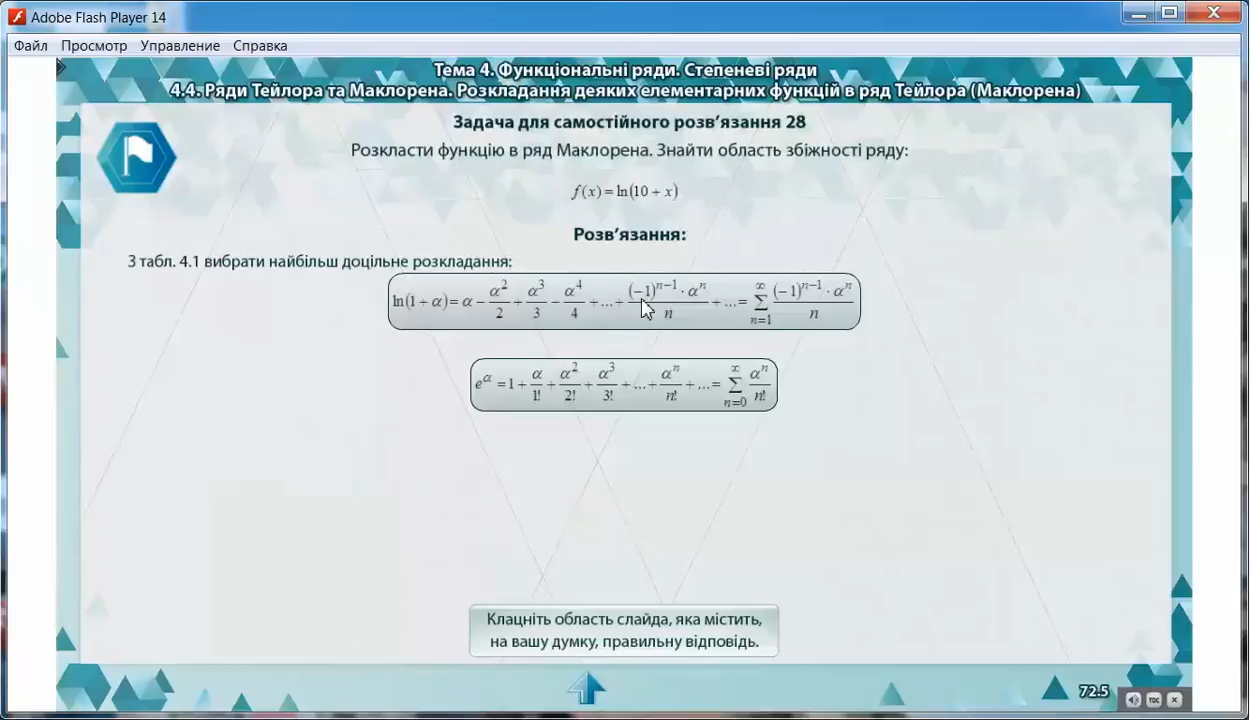 Adobe Flash Player 14
Файл Просмотр Управление Справка
Тема 4. Функціональні ряди. Степеневі ряди
4.4. Ряди Тейлора та Маклорена. Розкладання деяких елементарних функцій в ряд Тейлора (Маклорена)
Задача для самостійного розв’язання 28
Розкласти функцію в ряд Маклорена. Знайти область збіжності ряду:
f(x) = ln(10 + x)
Розв’язання:
З табл. 4.1 вибрати найбільш доцільне розкладання:
ln(1 + α) = α − α²/2 + α³/3 − α⁴/4 + ... + (−1)ⁿ⁻¹ · αⁿ/n + ... = ∑_{n=1}^{∞} (−1)ⁿ⁻¹ · αⁿ/n
e^α = 1 + α/1! + α²/2! + α³/3! + ... + αⁿ/n! + ... = ∑_{n=0}^{∞} αⁿ/n!
Клацніть область слайда, яка містить,
на вашу думку, правильну відповідь.
72.5
TOC